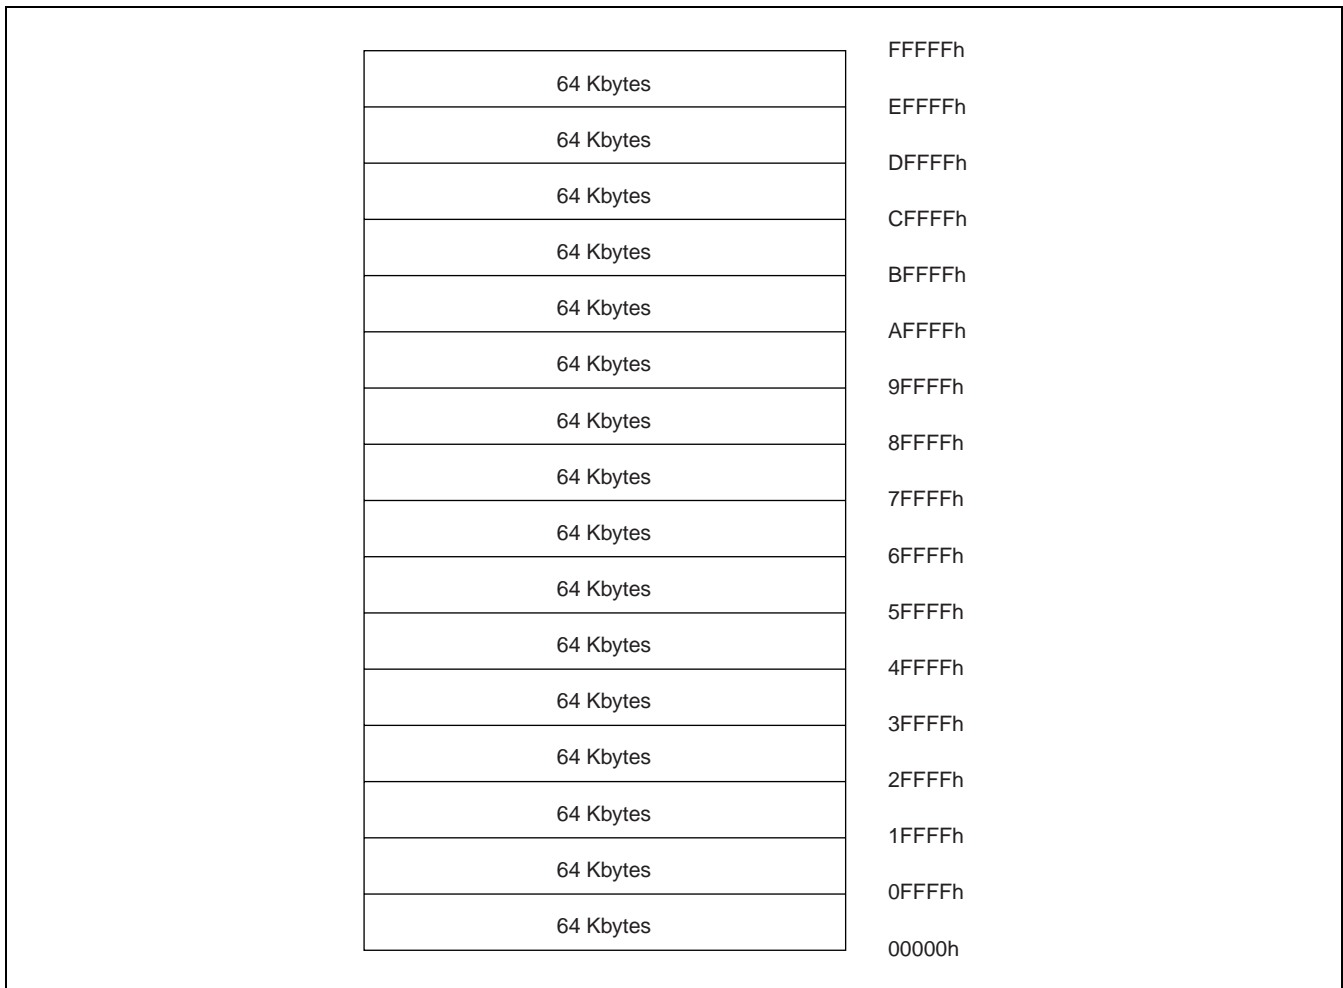 FFFFFh
64 Kbytes
EFFFFh
64 Kbytes
DFFFFh
64 Kbytes
CFFFFh
64 Kbytes
BFFFFh
64 Kbytes
AFFFFh
64 Kbytes
9FFFFh
64 Kbytes
8FFFFh
64 Kbytes
7FFFFh
64 Kbytes
6FFFFh
64 Kbytes
5FFFFh
64 Kbytes
4FFFFh
64 Kbytes
3FFFFh
64 Kbytes
2FFFFh
64 Kbytes
1FFFFh
64 Kbytes
0FFFFh
64 Kbytes
00000h